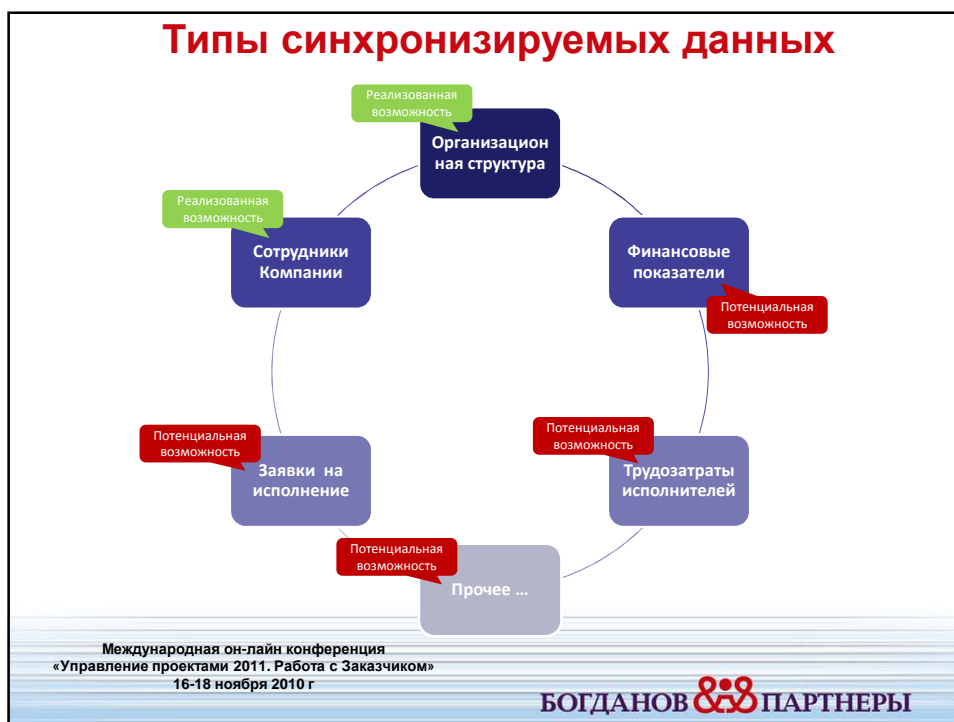 Типы синхронизируемых данных
Реализованная
возможность
Организацион
ная структура
Реализованная
возможность
Сотрудники
Компании
Финансовые
показатели
Потенциальная
возможность
Потенциальная
возможность
Заявки на
исполнение
Потенциальная
возможность
Трудозатраты
исполнителей
Потенциальная
возможность
Прочее ...
Международная он-лайн конференция
«Управление проектами 2011. Работа с Заказчиком»
16-18 ноября 2010 г
БОГДАНОВ ПАРТНЕРЫ